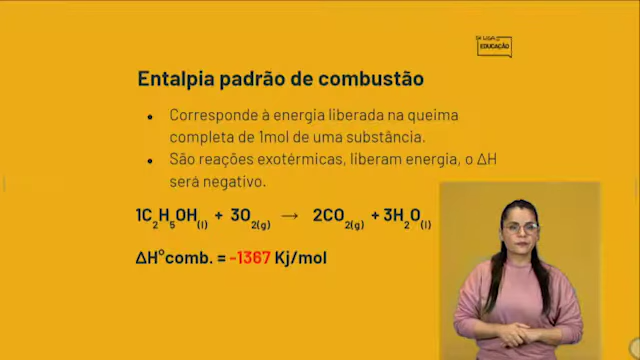 EDUCAÇÃO
Entalpia padrão de combustão
• Corresponde à energia liberada na queima
completa de 1mol de uma substância.
• São reações exotérmicas, liberam energia, o ΔH
será negativo.
1C₂H₅OH₍ₗ₎ + 3O₂₍g₎ → 2CO₂₍g₎ + 3H₂O₍ₗ₎
ΔH°comb. = -1367 Kj/mol